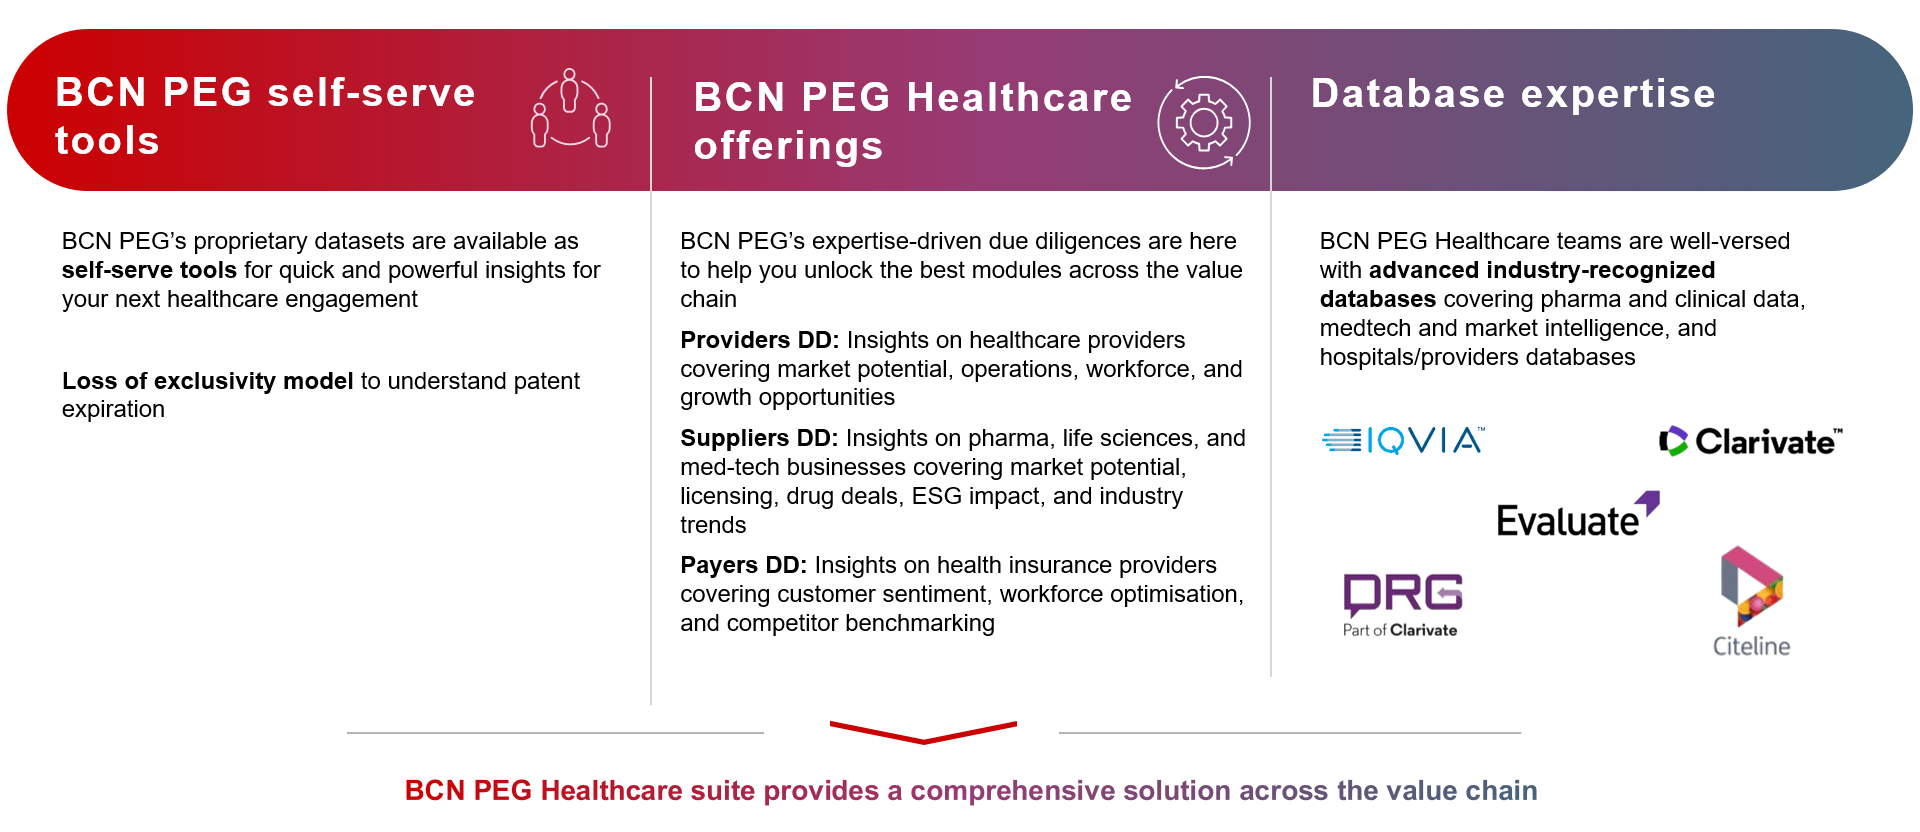 BCN PEG self-serve
tools
BCN PEG Healthcare
offerings
Database expertise
BCN PEG’s proprietary datasets are available as
self-serve tools for quick and powerful insights for
your next healthcare engagement
Loss of exclusivity model to understand patent
expiration
BCN PEG’s expertise-driven due diligences are here
to help you unlock the best modules across the value
chain
Providers DD: Insights on healthcare providers
covering market potential, operations, workforce, and
growth opportunities
Suppliers DD: Insights on pharma, life sciences, and
med-tech businesses covering market potential,
licensing, drug deals, ESG impact, and industry
trends
Payers DD: Insights on health insurance providers
covering customer sentiment, workforce optimisation,
and competitor benchmarking
BCN PEG Healthcare teams are well-versed
with advanced industry-recognized
databases covering pharma and clinical data,
medtech and market intelligence, and
hospitals/providers databases
IQVIA™
Clarivate™
Evaluate
DRG
Part of Clarivate
Citeline
BCN PEG Healthcare suite provides a comprehensive solution across the value chain